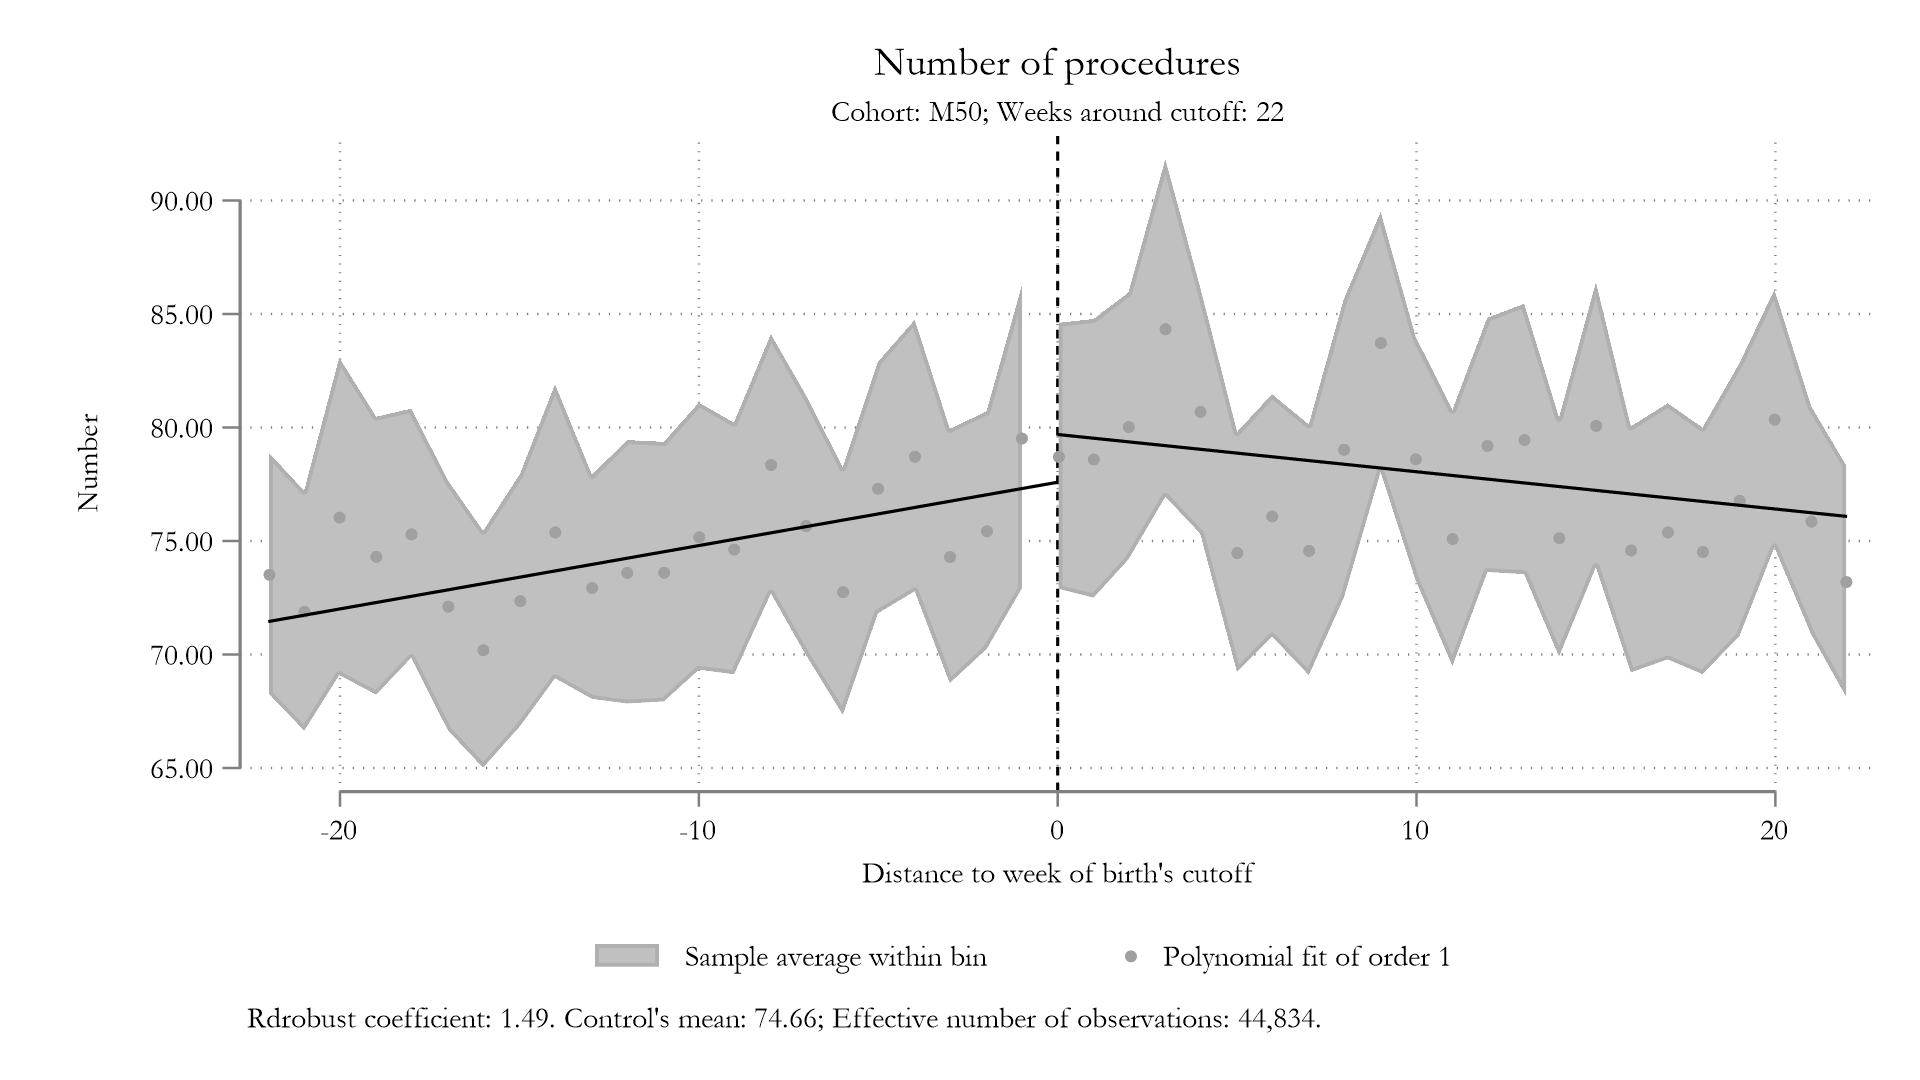 Number of procedures
Cohort: M50; Weeks around cutoff: 22
90.00
85.00
80.00
75.00
70.00
65.00
Number
-20
-10
0
10
20
Distance to week of birth's cutoff
Sample average within bin
Polynomial fit of order 1
Rdrobust coefficient: 1.49. Control's mean: 74.66; Effective number of observations: 44,834.